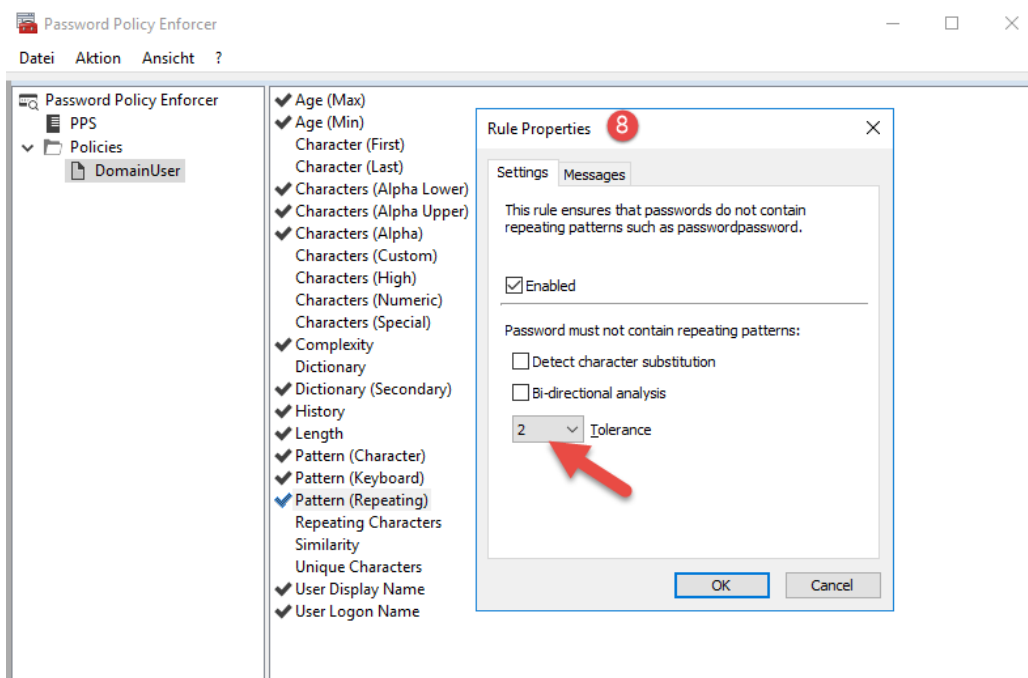 Password Policy Enforcer
Datei Aktion Ansicht ?
Password Policy Enforcer
PPS
Policies
DomainUser
Age (Max)
Age (Min)
Character (First)
Character (Last)
Characters (Alpha Lower)
Characters (Alpha Upper)
Characters (Alpha)
Characters (Custom)
Characters (High)
Characters (Numeric)
Characters (Special)
Complexity
Dictionary
Dictionary (Secondary)
History
Length
Pattern (Character)
Pattern (Keyboard)
Pattern (Repeating)
Repeating Characters
Similarity
Unique Characters
User Display Name
User Logon Name
Rule Properties 8
Settings Messages
This rule ensures that passwords do not contain
repeating patterns such as passwordpassword.
Enabled
Password must not contain repeating patterns:
Detect character substitution
Bi-directional analysis
2 Tolerance
OK Cancel